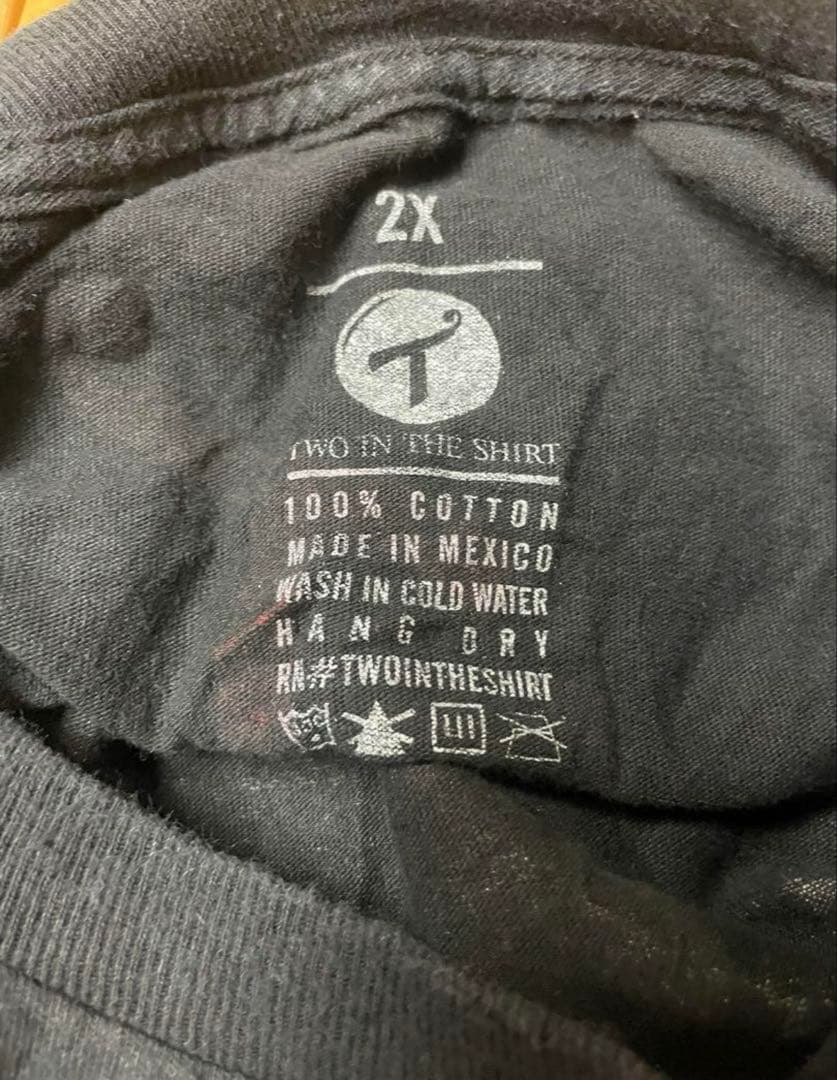 2X
T
TWO IN THE SHIRT
100% COTTON
MADE IN MEXICO
WASH IN COLD WATER
HANG DRY
RN#TWOINTHESHIRT